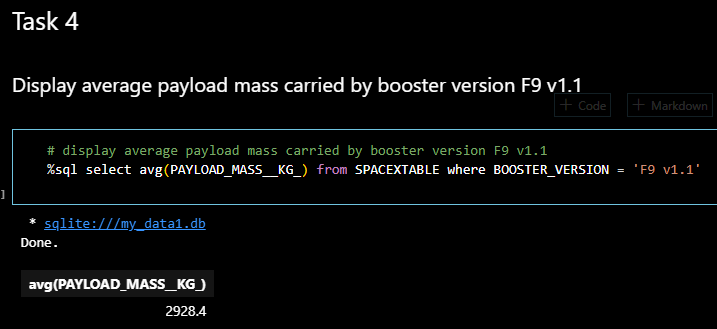 Task 4
Display average payload mass carried by booster version F9 v1.1
+ Code
+ Markdown
# display average payload mass carried by booster version F9 v1.1
%sql select avg(PAYLOAD_MASS__KG_) from SPACEXTABLE where BOOSTER_VERSION = 'F9 v1.1'
]
* sqlite:///my_data1.db
Done.
avg(PAYLOAD_MASS__KG_)
2928.4